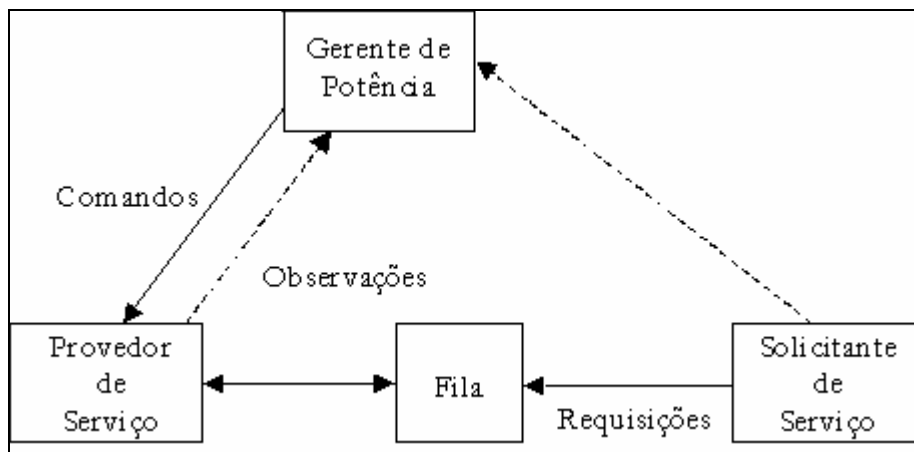 Gerente de
Potência
Comandos
Observações
Provedor
de
Serviço
Fila
Requisições
Solicitante
de
Serviço